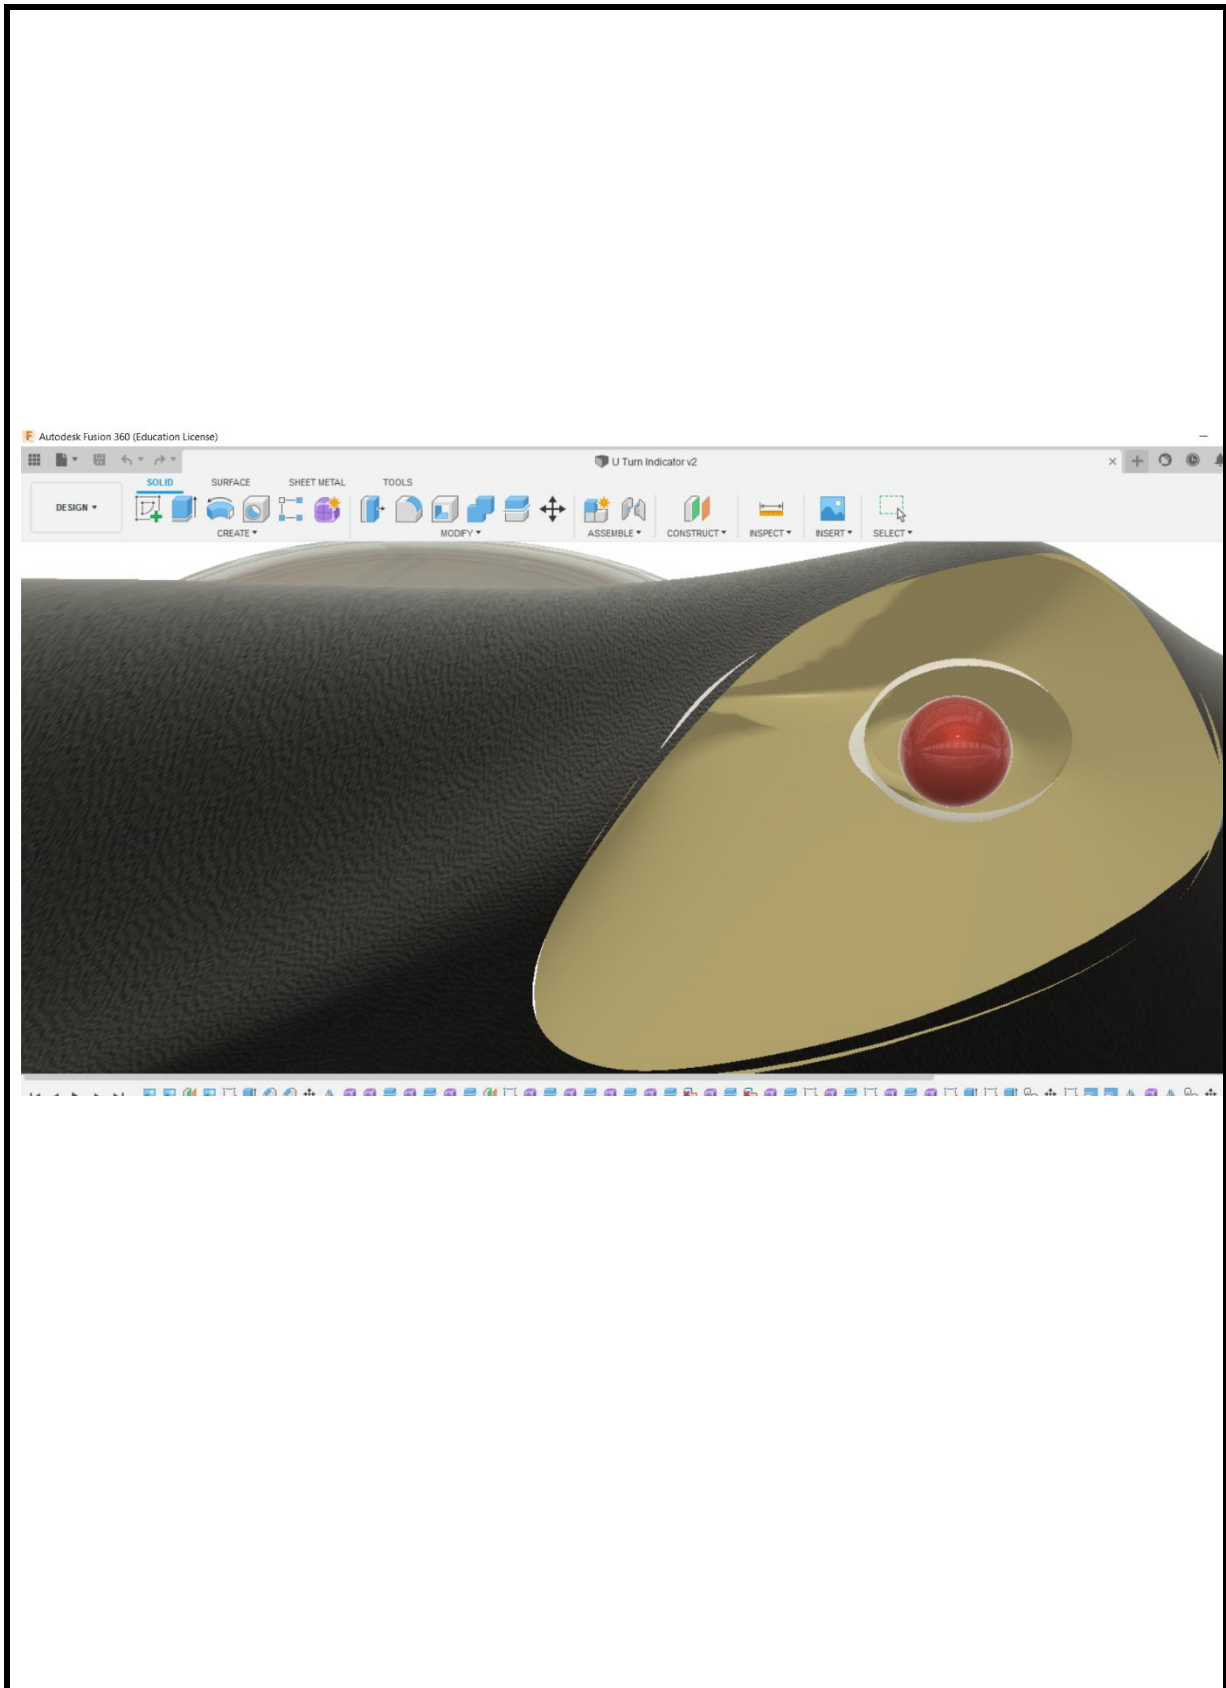 Autodesk Fusion 360 (Education License)
U Turn Indicator v2
SOLID SURFACE SHEET METAL TOOLS
DESIGN
CREATE MODIFY ASSEMBLE CONSTRUCT INSPECT INSERT SELECT